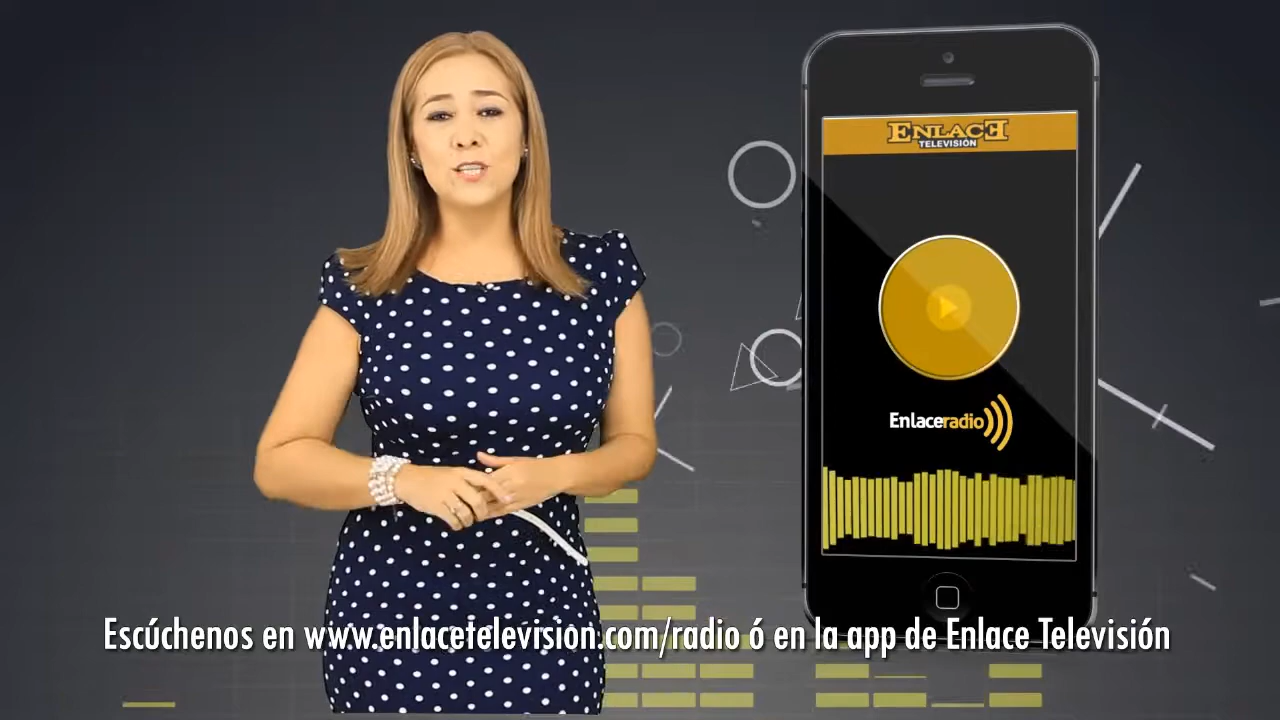 ENLACE
TELEVISIÓN
Enlaceradio
Escúchenos en www.enlacetelevision.com/radio ó en la app de Enlace Televisión